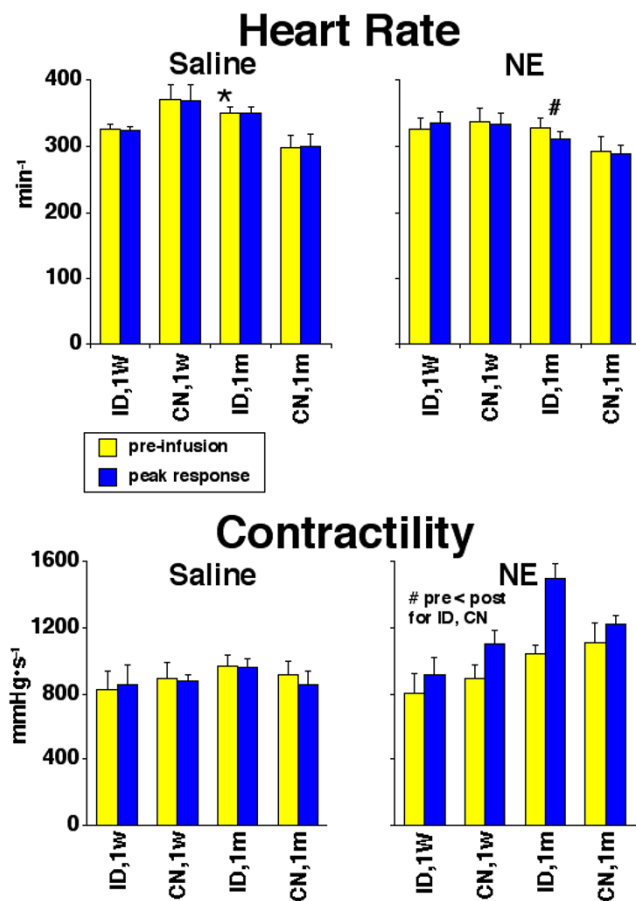 Heart Rate
Saline
NE
400
300
200
100
0
min⁻¹
*
#
ID,1W
CN,1w
ID,1m
CN,1m
ID,1W
CN,1w
ID,1m
CN,1m
pre-infusion
peak response
Contractility
Saline
NE
1600
1200
800
400
0
mmHg·s⁻¹
# pre < post
for ID, CN
ID,1w
CN,1w
ID,1m
CN,1m
ID,1W
CN,1w
ID,1m
CN,1m